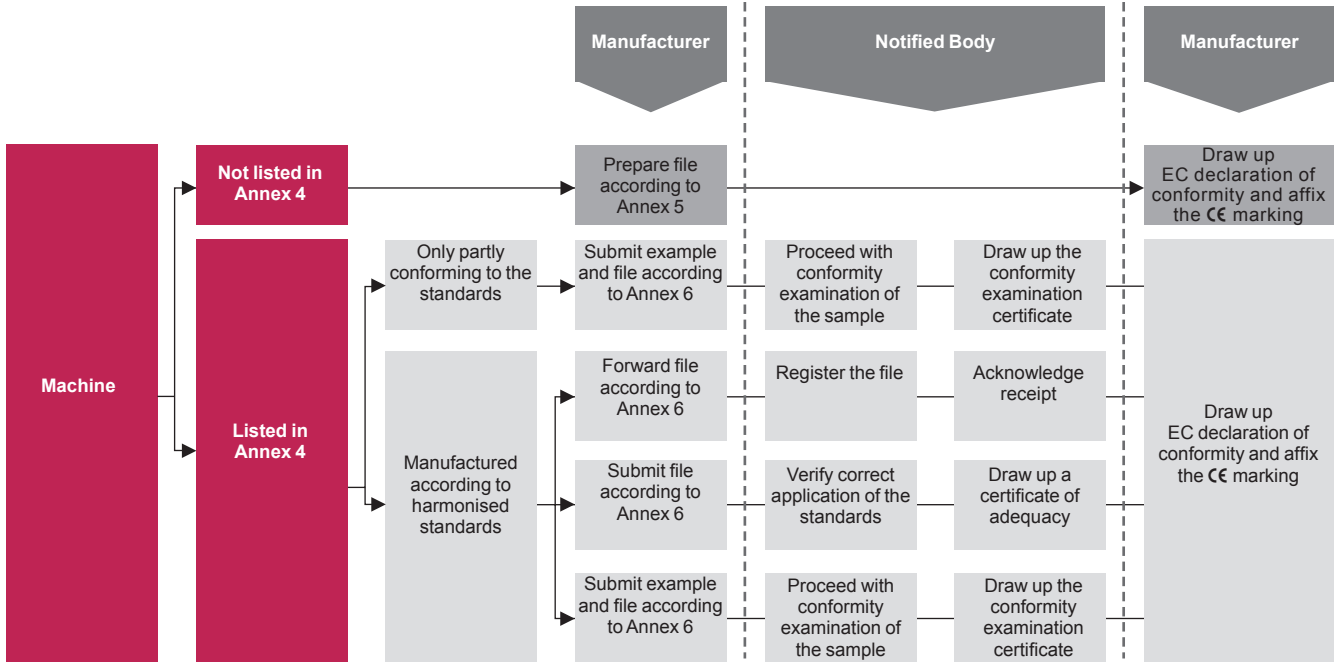 Manufacturer
Notified Body
Manufacturer
Machine
Not listed in
Annex 4
Prepare file
according to
Annex 5
Draw up
EC declaration of
conformity and affix
the CE marking
Listed in
Annex 4
Only partly
conforming to the
standards
Submit example
and file according
to Annex 6
Proceed with
conformity
examination of
the sample
Draw up the
conformity
examination
certificate
Manufactured
according to
harmonised
standards
Forward file
according to
Annex 6
Register the file
Acknowledge
receipt
Submit file
according to
Annex 6
Verify correct
application of the
standards
Draw up a
certificate of
adequacy
Submit example
and file according
to Annex 6
Proceed with
conformity
examination of
the sample
Draw up the
conformity
examination
certificate
Draw up
EC declaration of
conformity and affix
the CE marking